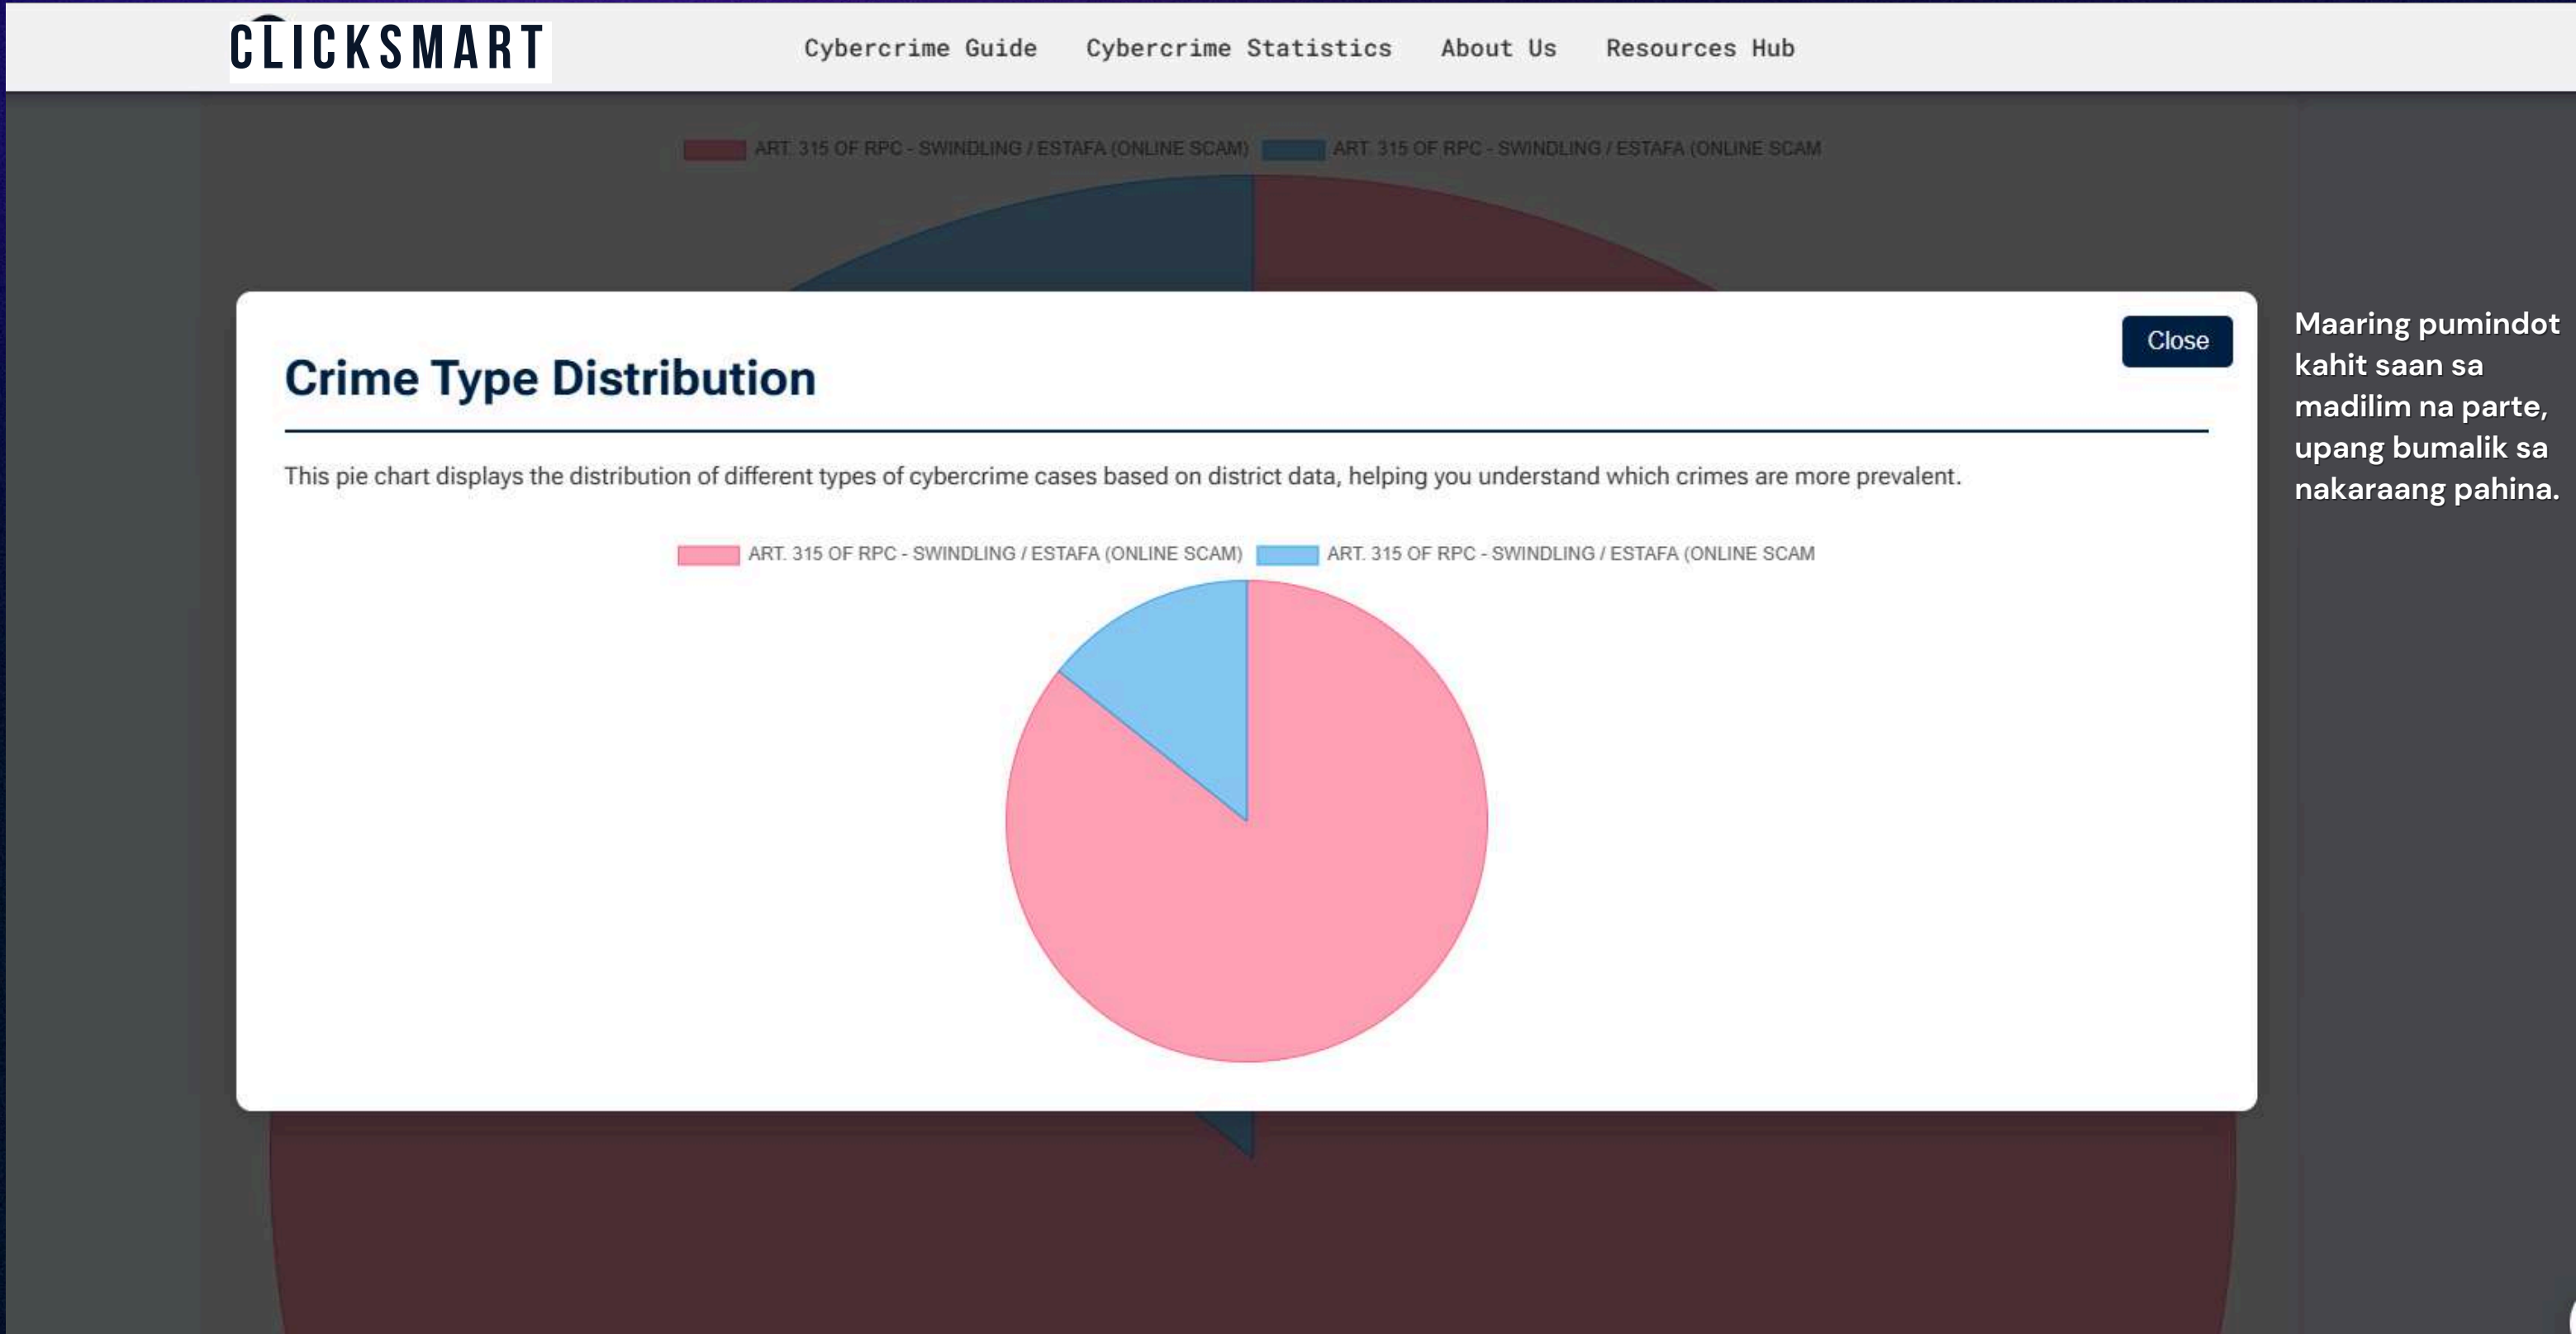 CLICKSMART
Cybercrime Guide Cybercrime Statistics About Us Resources Hub
ART. 315 OF RPC - SWINDLING / ESTAFA (ONLINE SCAM) ART. 315 OF RPC - SWINDLING / ESTAFA (ONLINE SCAM
Close
Crime Type Distribution
This pie chart displays the distribution of different types of cybercrime cases based on district data, helping you understand which crimes are more prevalent.
ART. 315 OF RPC - SWINDLING / ESTAFA (ONLINE SCAM) ART. 315 OF RPC - SWINDLING / ESTAFA (ONLINE SCAM
Maaring pumindot
kahit saan sa
madilim na parte,
upang bumalik sa
nakaraang pahina.